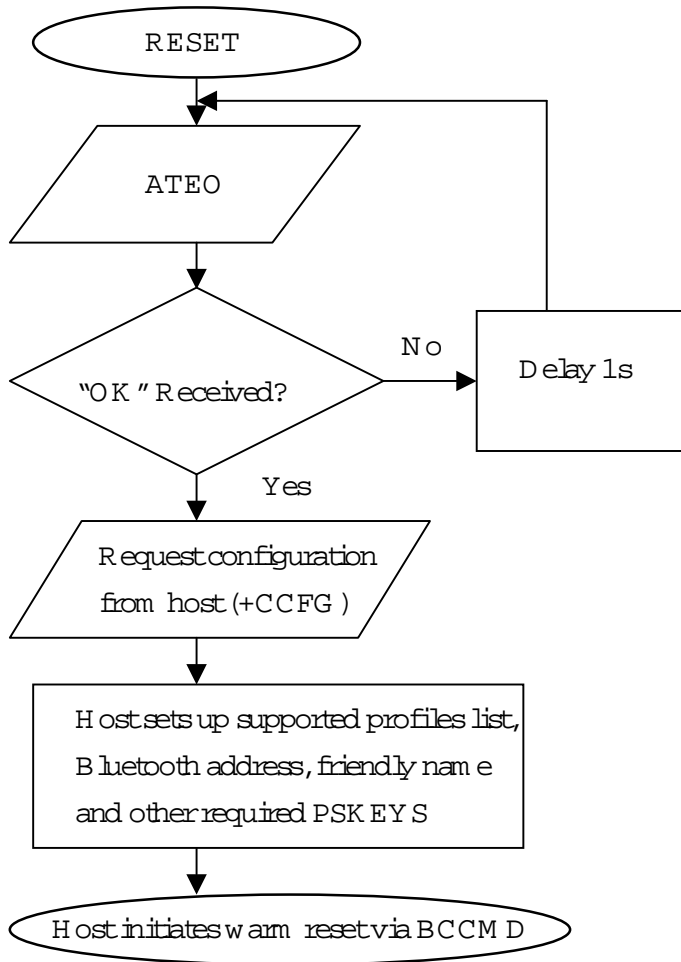 RESET
ATE0
"OK" Received?
No
Delay 1s
Yes
Request configuration
from host (+CCFG)
Host sets up supported profiles list,
Bluetooth address, friendly name
and other required PSKEYS
Host initiates warm reset via BCCMD